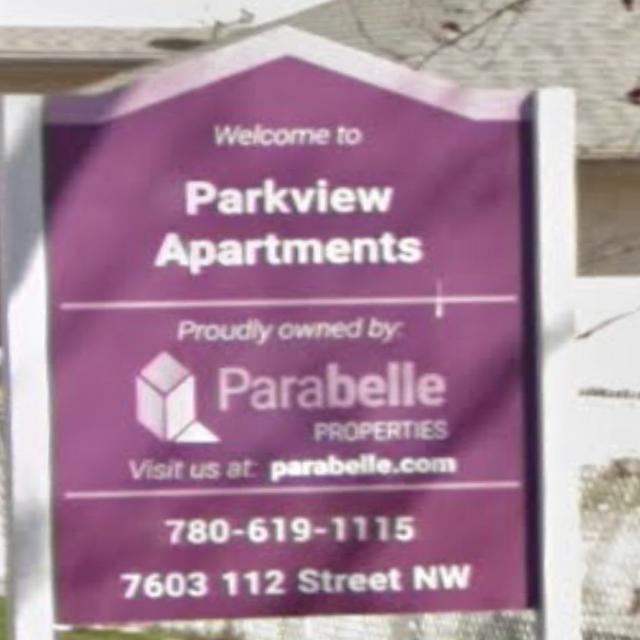 Welcome to
Parkview
Apartments
Proudly owned by:
Parabelle
PROPERTIES
Visit us at: parabelle.com
780-619-1115
7603 112 Street NW